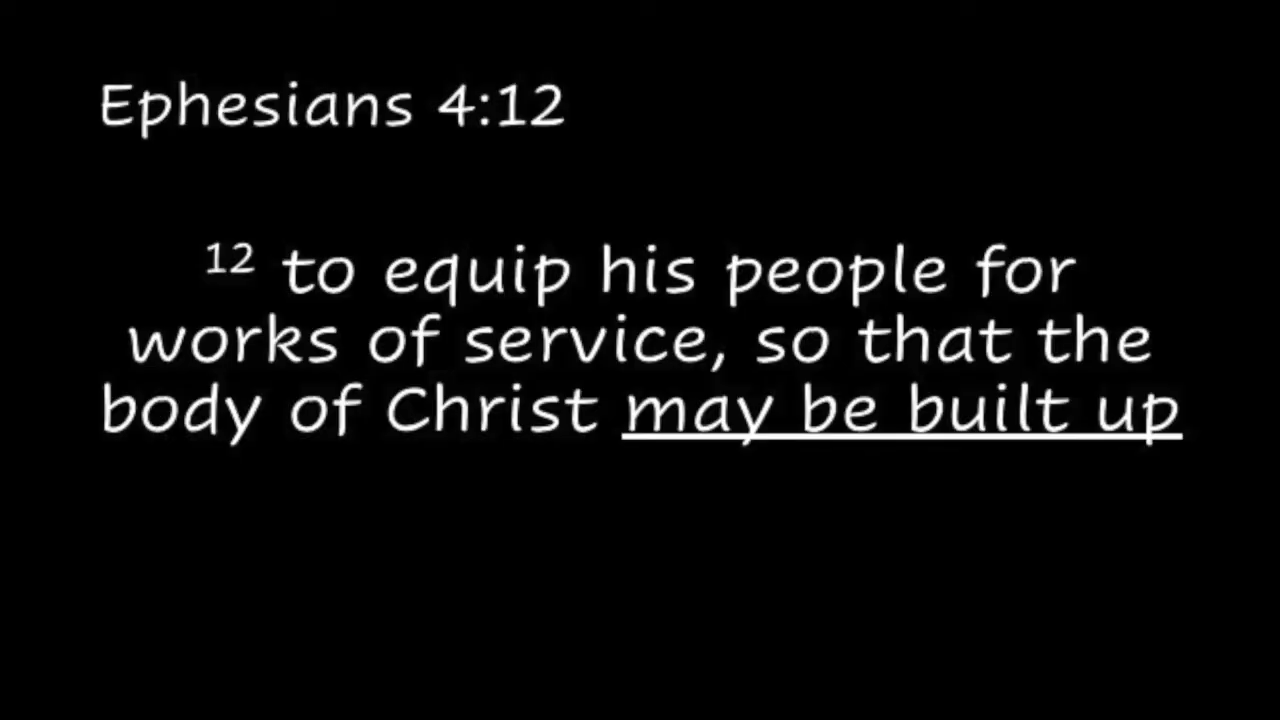 Ephesians 4:12
12 to equip his people for
works of service, so that the
body of Christ may be built up